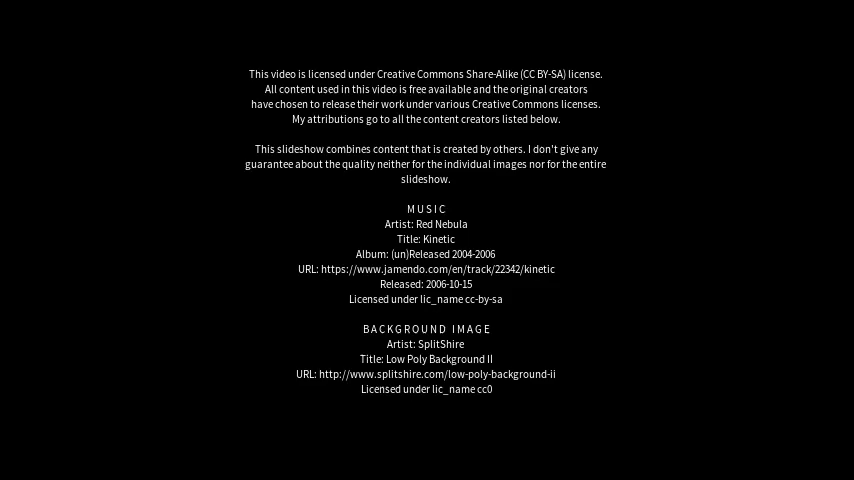 This video is licensed under Creative Commons Share-Alike (CC BY-SA) license.
All content used in this video is free available and the original creators
have chosen to release their work under various Creative Commons licenses.
My attributions go to all the content creators listed below.
This slideshow combines content that is created by others. I don't give any
guarantee about the quality neither for the individual images nor for the entire
slideshow.
MUSIC
Artist: Red Nebula
Title: Kinetic
Album: (un)Released 2004-2006
URL: https://www.jamendo.com/en/track/22342/kinetic
Released: 2006-10-15
Licensed under lic_name cc-by-sa
BACKGROUND IMAGE
Artist: SplitShire
Title: Low Poly Background II
URL: http://www.splitshire.com/low-poly-background-ii
Licensed under lic_name cc0